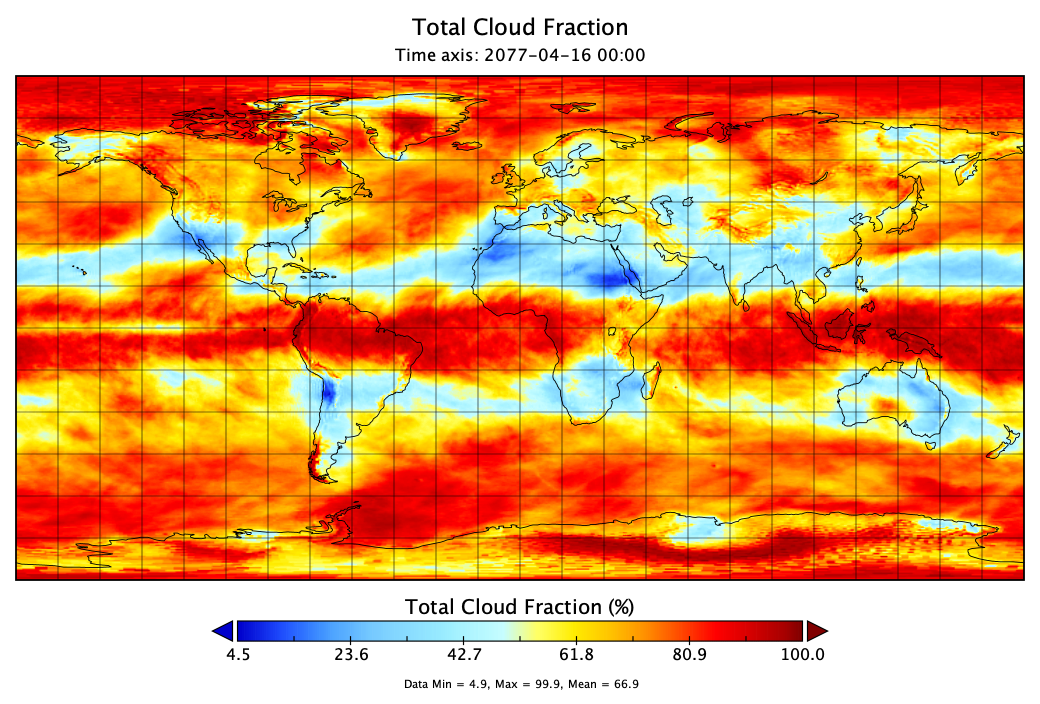 Total Cloud Fraction
Time axis: 2077-04-16 00:00
Total Cloud Fraction (%)
4.5 23.6 42.7 61.8 80.9 100.0
Data Min = 4.9, Max = 99.9, Mean = 66.9